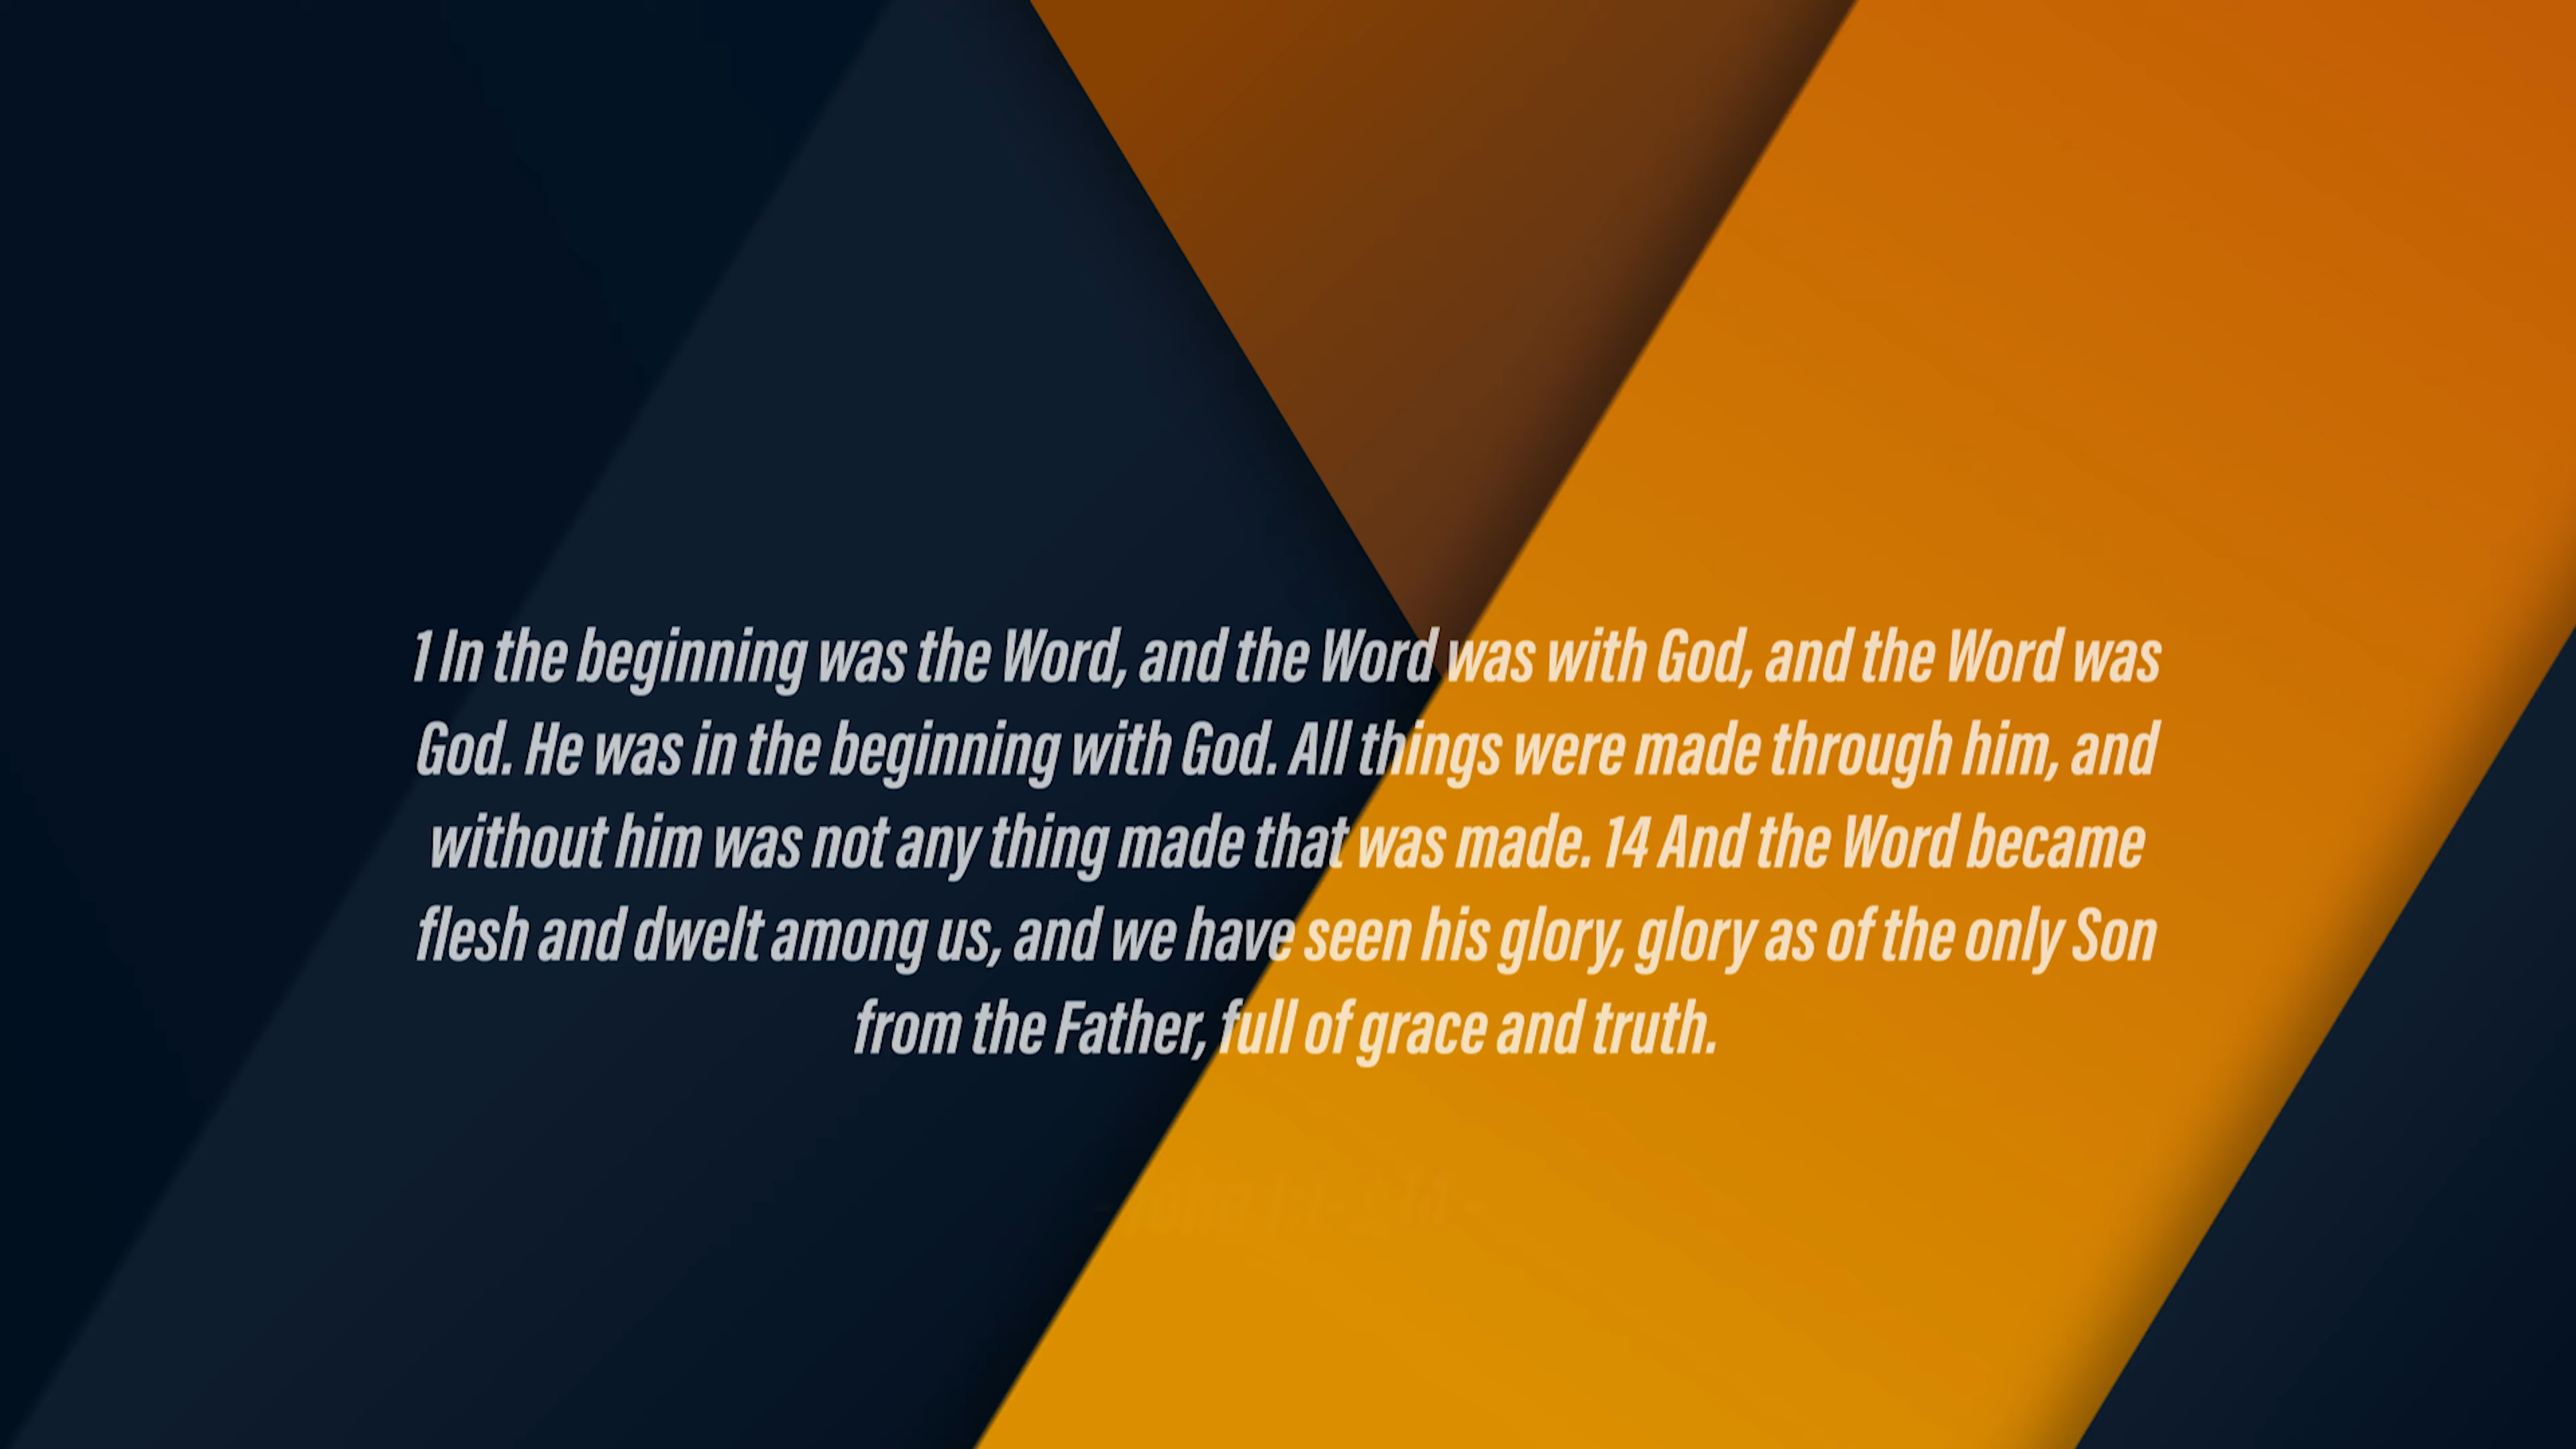 1 In the beginning was the Word, and the Word was with God, and the Word was
God. He was in the beginning with God. All things were made through him, and
without him was not any thing made that was made. 14 And the Word became
flesh and dwelt among us, and we have seen his glory, glory as of the only Son
from the Father, full of grace and truth.